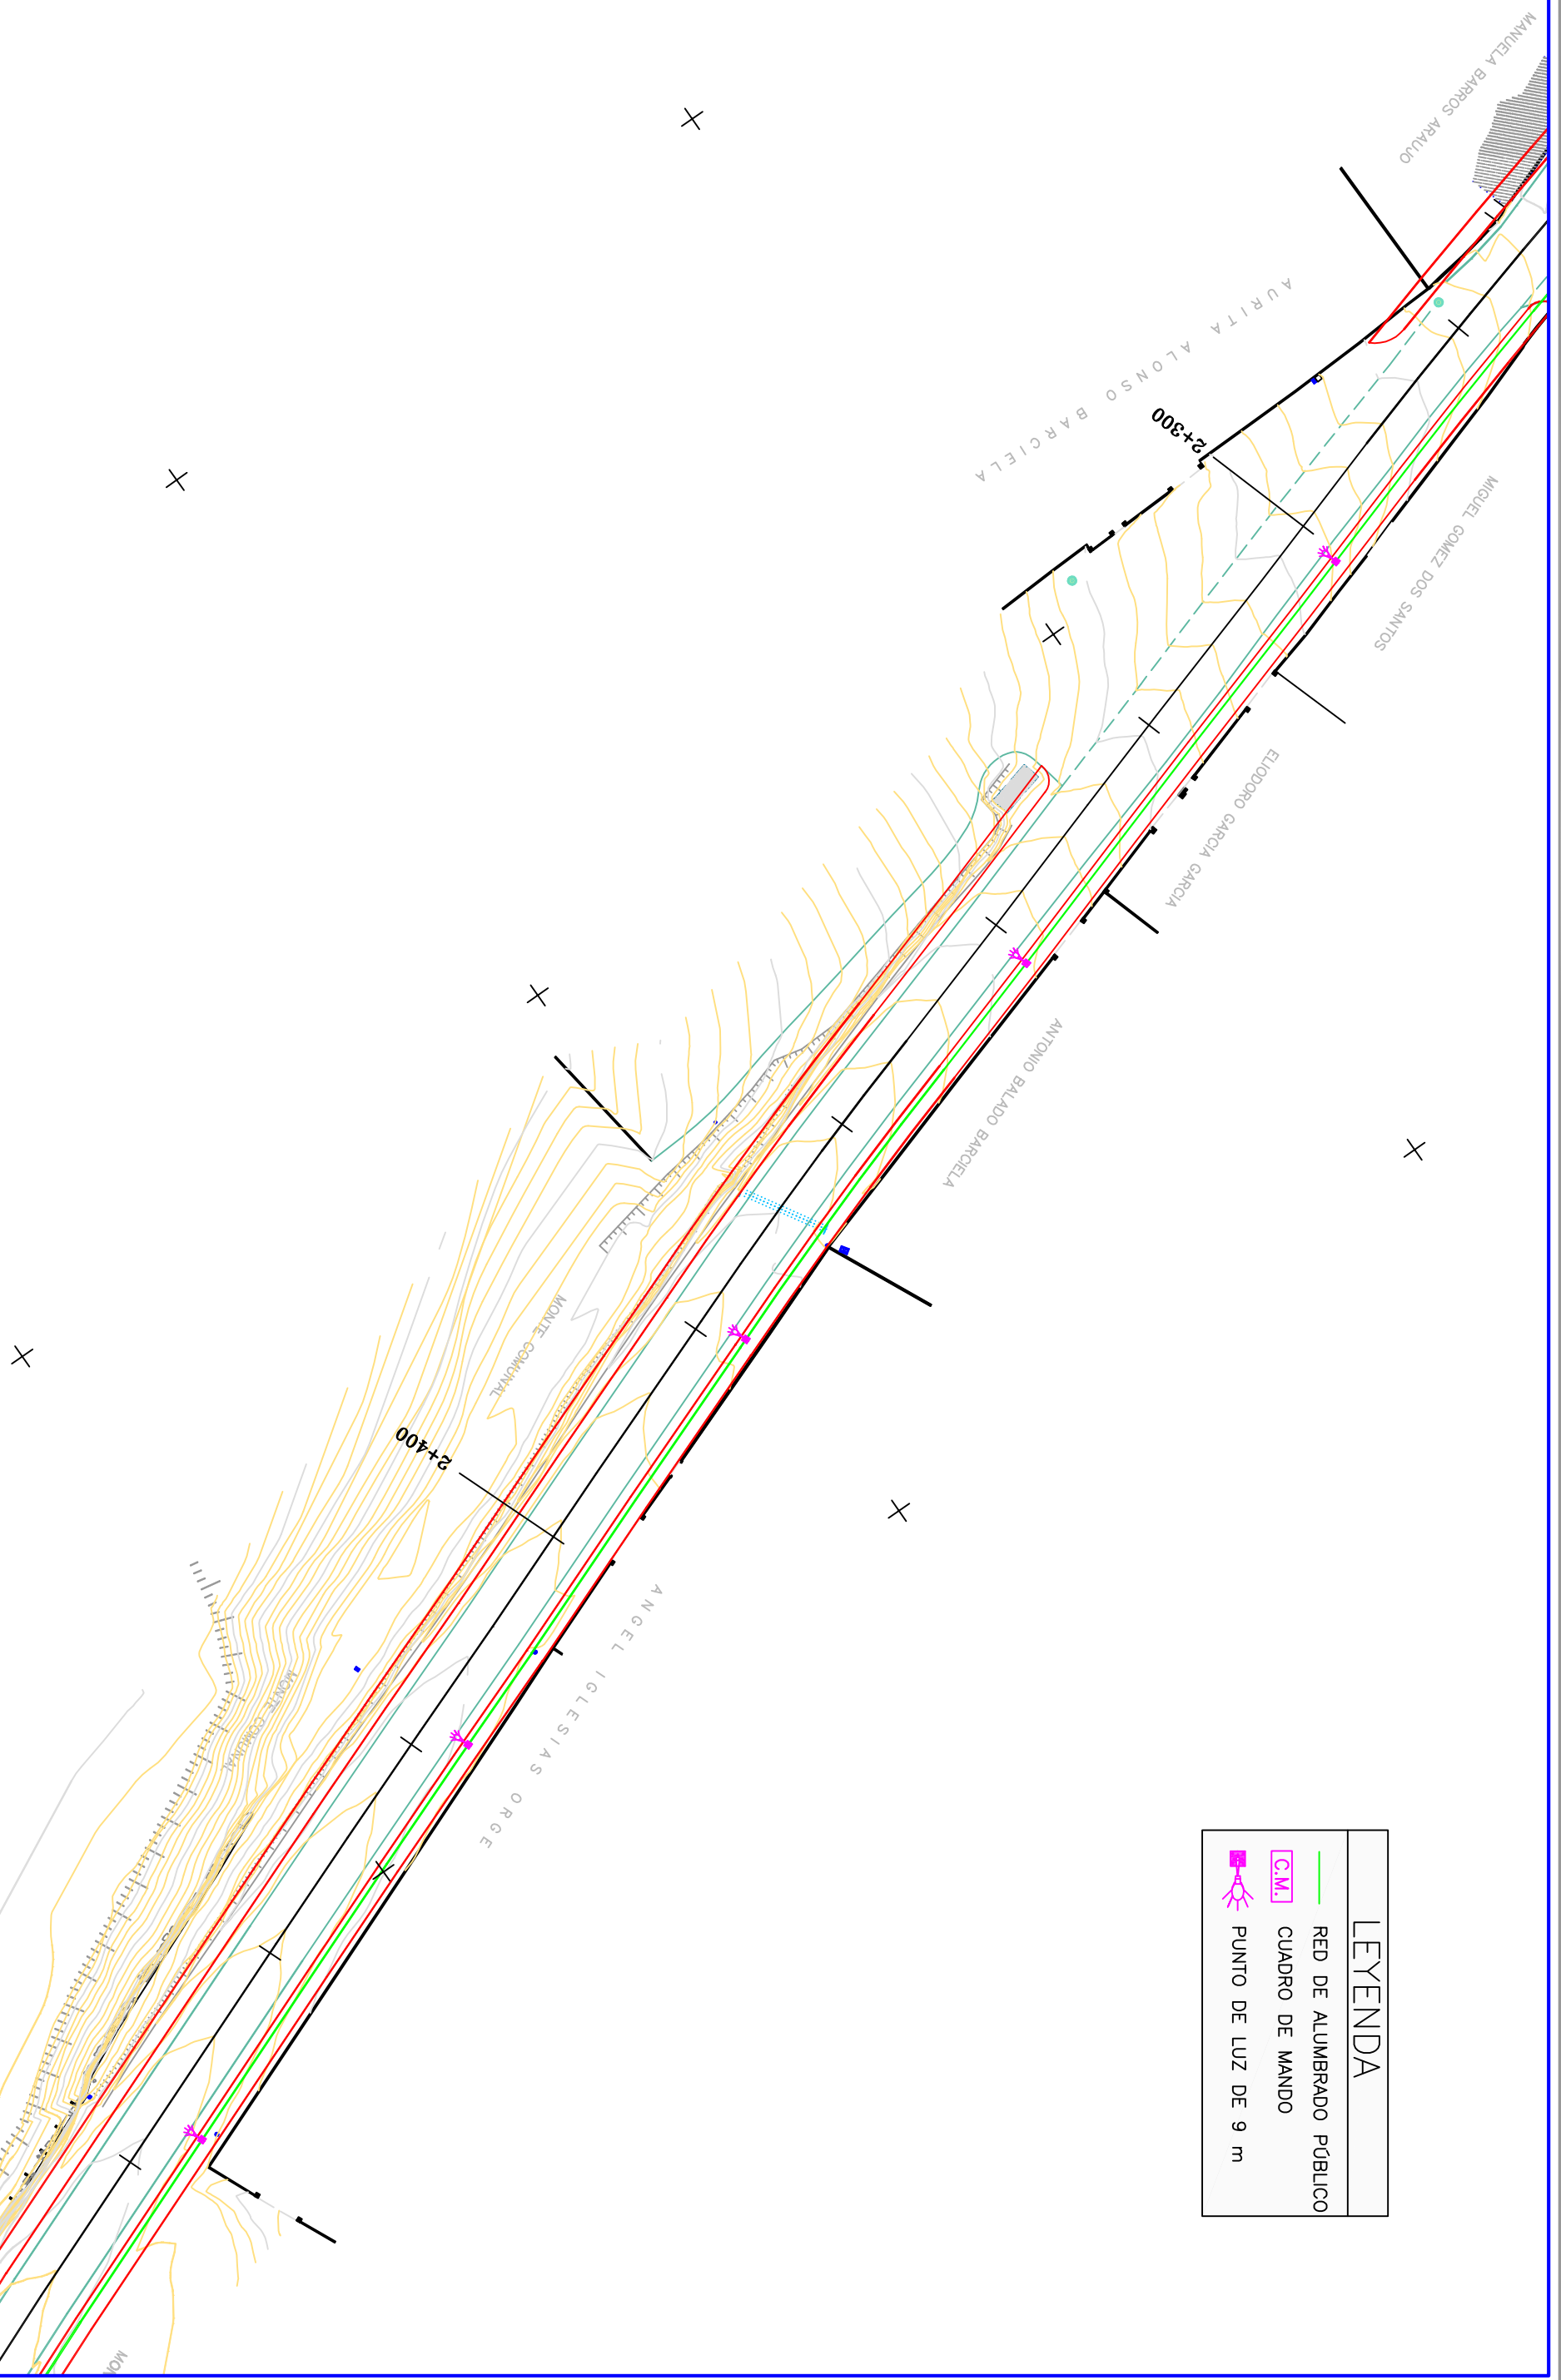 MANUELA BARROS ARAUJO
AURITA ALONSO BARCIELA
2+300
MIGUEL GOMEZ DOS SANTOS
ELIODORO GARCIA GARCIA
ANTONIO BALADO BARCIELA
MONTE COMUNAL
2+400
ANGEL IGLESIAS ORGE
MONTE COMUNAL
MON
LEYENDA
RED DE ALUMBRADO PÚBLICO
C.M. CUADRO DE MANDO
PUNTO DE LUZ DE 9 m